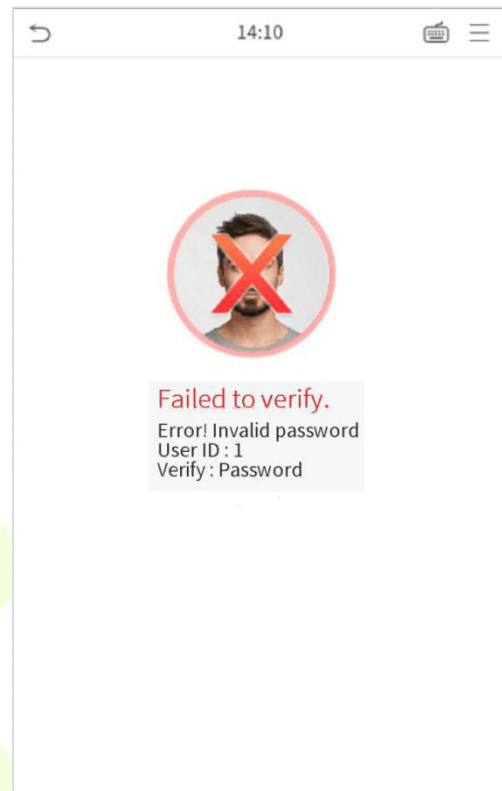 14:10
Failed to verify.
Error! Invalid password
User ID : 1
Verify : Password